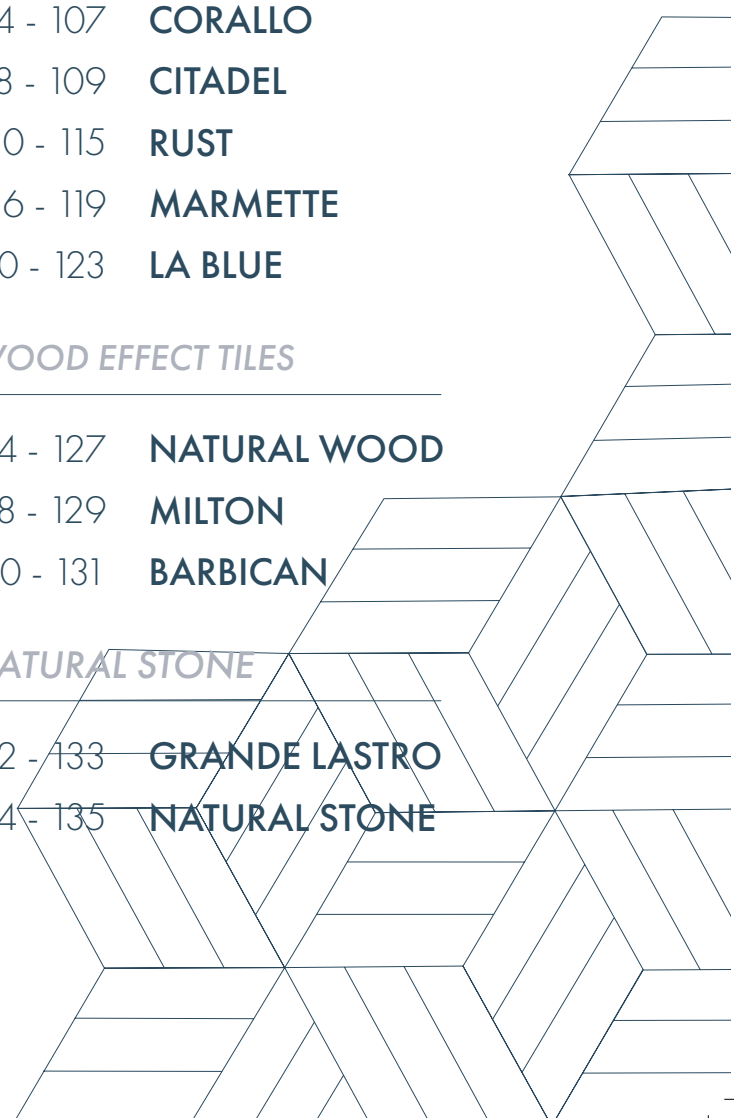 4 - 107 CORALLO
8 - 109 CITADEL
0 - 115 RUST
6 - 119 MARMETTE
0 - 123 LA BLUE
WOOD EFFECT TILES
4 - 127 NATURAL WOOD
8 - 129 MILTON
0 - 131 BARBICAN
ATURAL STONE
2 - 133 GRANDE LASTRO
4 - 135 NATURAL STONE